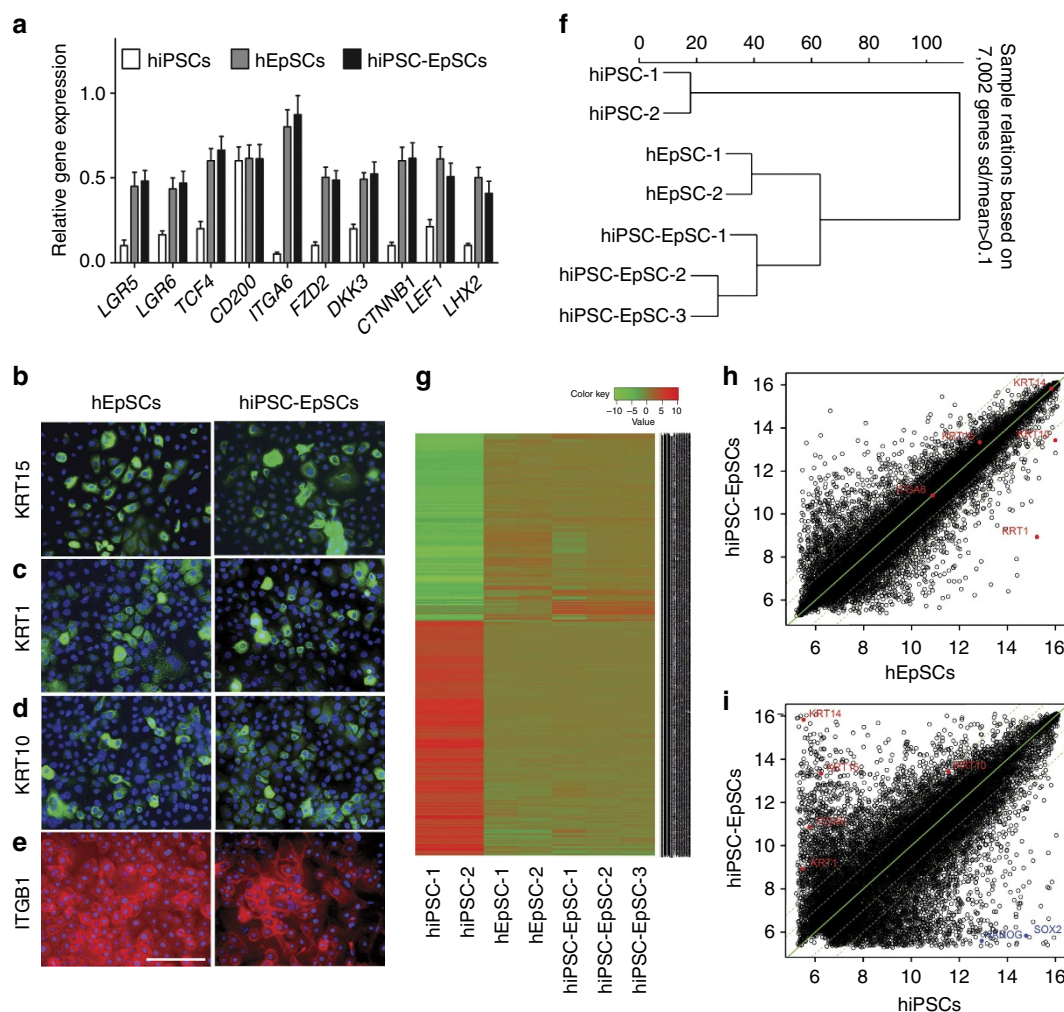 a
hiPSCs hEpSCs hiPSC-EpSCs
Relative gene expression
1.0
0.5
0.0
LGR5 LGR6 TCF4 CD200 ITGA6 FZD2 DKK3 CTNNB1 LEF1 LHX2
b
hEpSCs hiPSC-EpSCs
KRT15
c
KRT1
d
KRT10
e
ITGB1
f
0 20 40 60 80 100
hiPSC-1
hiPSC-2
hEpSC-1
hEpSC-2
hiPSC-EpSC-1
hiPSC-EpSC-2
hiPSC-EpSC-3
Sample relations based on
7,002 genes sd/mean>0.1
g
Color key
−10 −5 0 5 10
Value
hiPSC-1
hiPSC-2
hEpSC-1
hEpSC-2
hiPSC-EpSC-1
hiPSC-EpSC-2
hiPSC-EpSC-3
h
hiPSC-EpSCs
16
14
12
10
8
6
KRT14
ITGA6
KRT1
6 8 10 12 14 16
hEpSCs
i
hiPSC-EpSCs
16
14
12
10
8
6
KRT14
KRT10
KRT1
NANOG
SOX2
6 8 10 12 14 16
hiPSCs